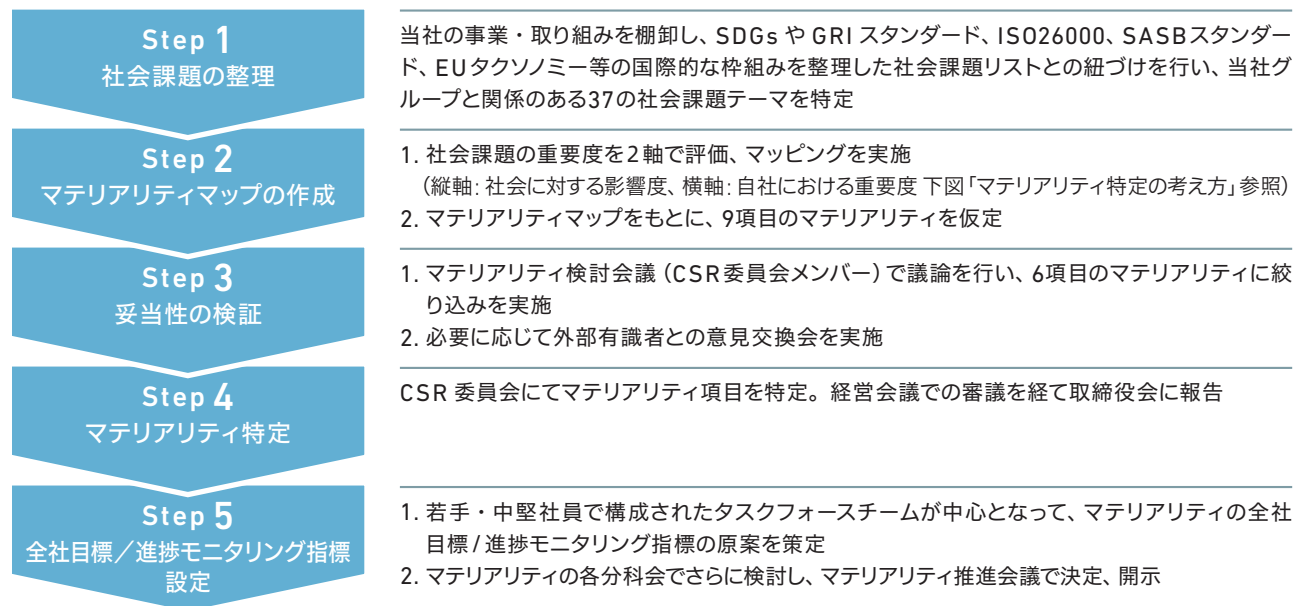 Step 1
社会課題の整理
当社の事業・取り組みを棚卸し、SDGs や GRI スタンダード、ISO26000、SASBスタンダー
ド、EUタクソノミー等の国際的な枠組みを整理した社会課題リストとの紐づけを行い、当社グ
ループと関係のある37の社会課題テーマを特定
Step 2
マテリアリティマップの作成
1. 社会課題の重要度を2軸で評価、マッピングを実施
（縦軸: 社会に対する影響度、横軸: 自社における重要度 下図「マテリアリティ特定の考え方」参照）
2. マテリアリティマップをもとに、9項目のマテリアリティを仮定
Step 3
妥当性の検証
1. マテリアリティ検討会議（CSR委員会メンバー）で議論を行い、6項目のマテリアリティに絞
り込みを実施
2. 必要に応じて外部有識者との意見交換会を実施
Step 4
マテリアリティ特定
CSR 委員会にてマテリアリティ項目を特定。経営会議での審議を経て取締役会に報告
Step 5
全社目標／進捗モニタリング指標
設定
1. 若手・中堅社員で構成されたタスクフォースチームが中心となって、マテリアリティの全社
目標/進捗モニタリング指標の原案を策定
2. マテリアリティの各分科会でさらに検討し、マテリアリティ推進会議で決定、開示